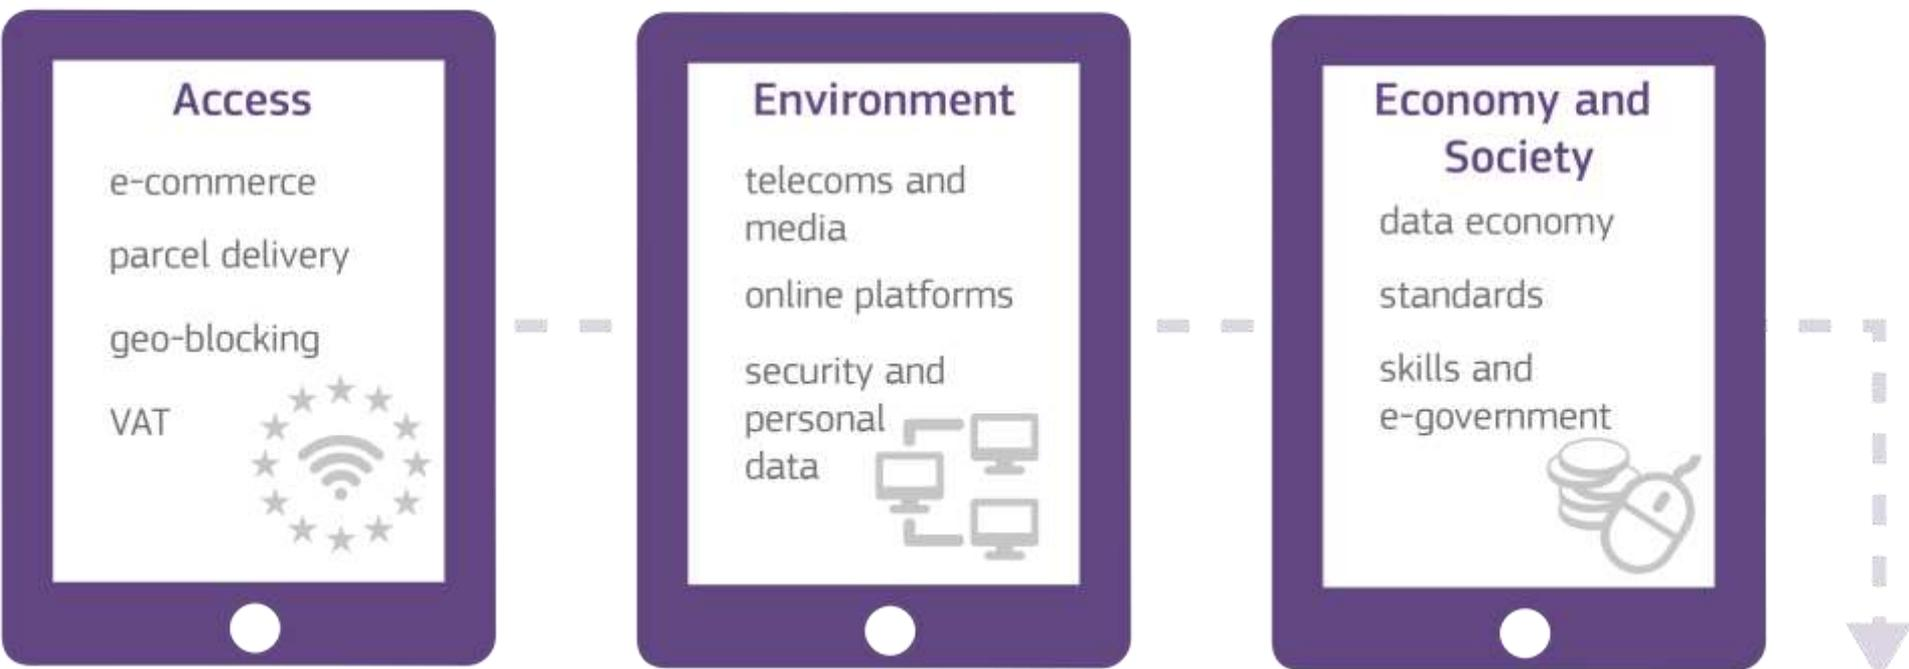 Access
e-commerce
parcel delivery
geo-blocking
VAT
Environment
telecoms and
media
online platforms
security and
personal
data
Economy and
Society
data economy
standards
skills and
e-government